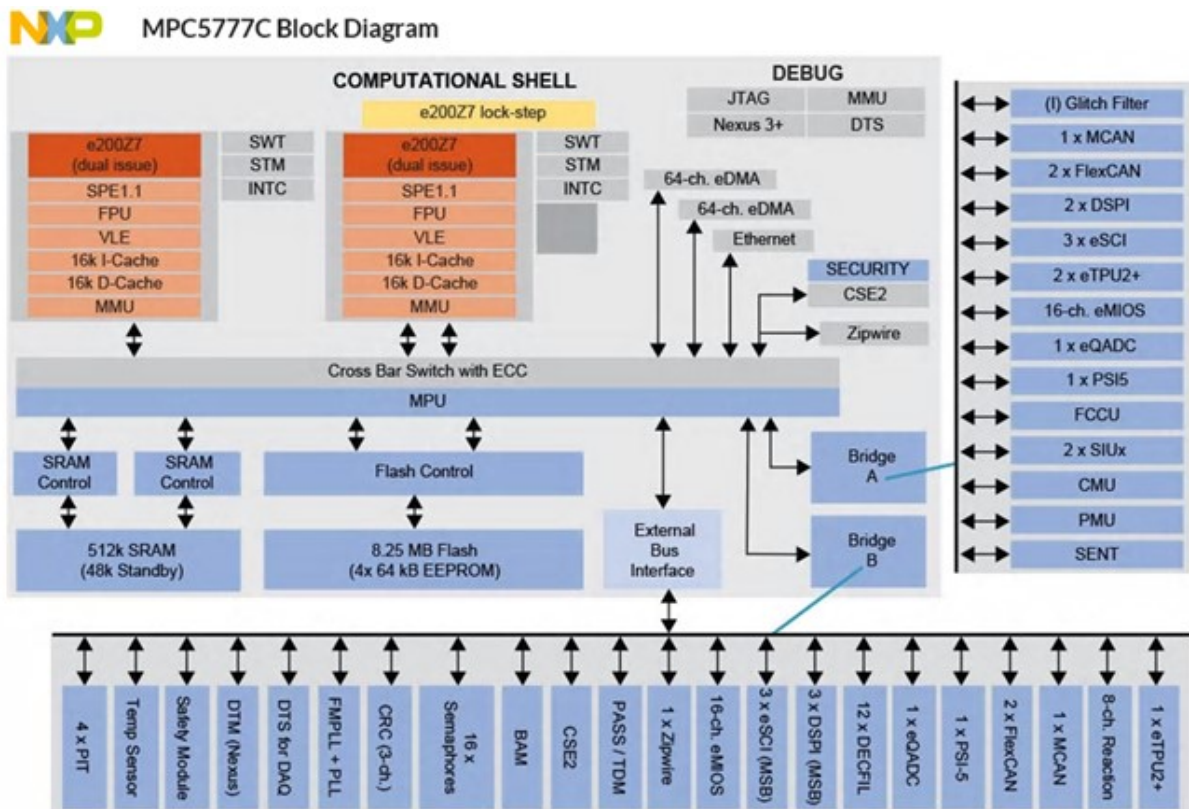 NXP
MPC5777C Block Diagram
COMPUTATIONAL SHELL
e200Z7 lock-step
e200Z7
(dual issue)
SPE1.1
FPU
VLE
16k I-Cache
16k D-Cache
MMU
SWT
STM
INTC
e200Z7
(dual issue)
SPE1.1
FPU
VLE
16k I-Cache
16k D-Cache
MMU
SWT
STM
INTC
DEBUG
JTAG
MMU
Nexus 3+
DTS
64-ch. eDMA
64-ch. eDMA
Ethernet
SECURITY
CSE2
Zipwire
Cross Bar Switch with ECC
MPU
SRAM
Control
SRAM
Control
Flash Control
512k SRAM
(48k Standby)
8.25 MB Flash
(4x 64 kB EEPROM)
External
Bus
Interface
Bridge
A
Bridge
B
(I) Glitch Filter
1 x MCAN
2 x FlexCAN
2 x DSPI
3 x eSCI
2 x eTPU2+
16-ch. eMIOS
1 x eQADC
1 x PSI5
FCCU
2 x SIUx
CMU
PMU
SENT
4 x PIT
Temp Sensor
Safety Module
DTM (Nexus)
DTS for DAQ
FMPLL + PLL
CRC (3-ch.)
16 x
Semaphores
BAM
CSE2
PASS / TDM
1 x Zipwire
16-ch. eMIOS
3 x eSCI (MSB)
3 x DSPI (MSB)
12 x DECFIL
1 x eQADC
1 x PSI-5
2 x FlexCAN
1 x MCAN
8-ch. Reaction
1 x eTPU2+